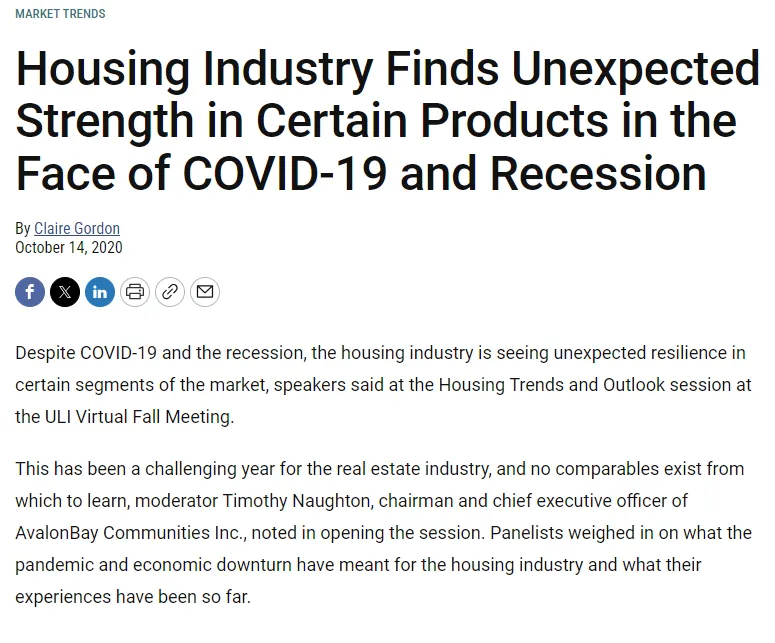 MARKET TRENDS
Housing Industry Finds Unexpected
Strength in Certain Products in the
Face of COVID-19 and Recession
By Claire Gordon
October 14, 2020
Despite COVID-19 and the recession, the housing industry is seeing unexpected resilience in
certain segments of the market, speakers said at the Housing Trends and Outlook session at
the ULI Virtual Fall Meeting.
This has been a challenging year for the real estate industry, and no comparables exist from
which to learn, moderator Timothy Naughton, chairman and chief executive officer of
AvalonBay Communities Inc., noted in opening the session. Panelists weighed in on what the
pandemic and economic downturn have meant for the housing industry and what their
experiences have been so far.